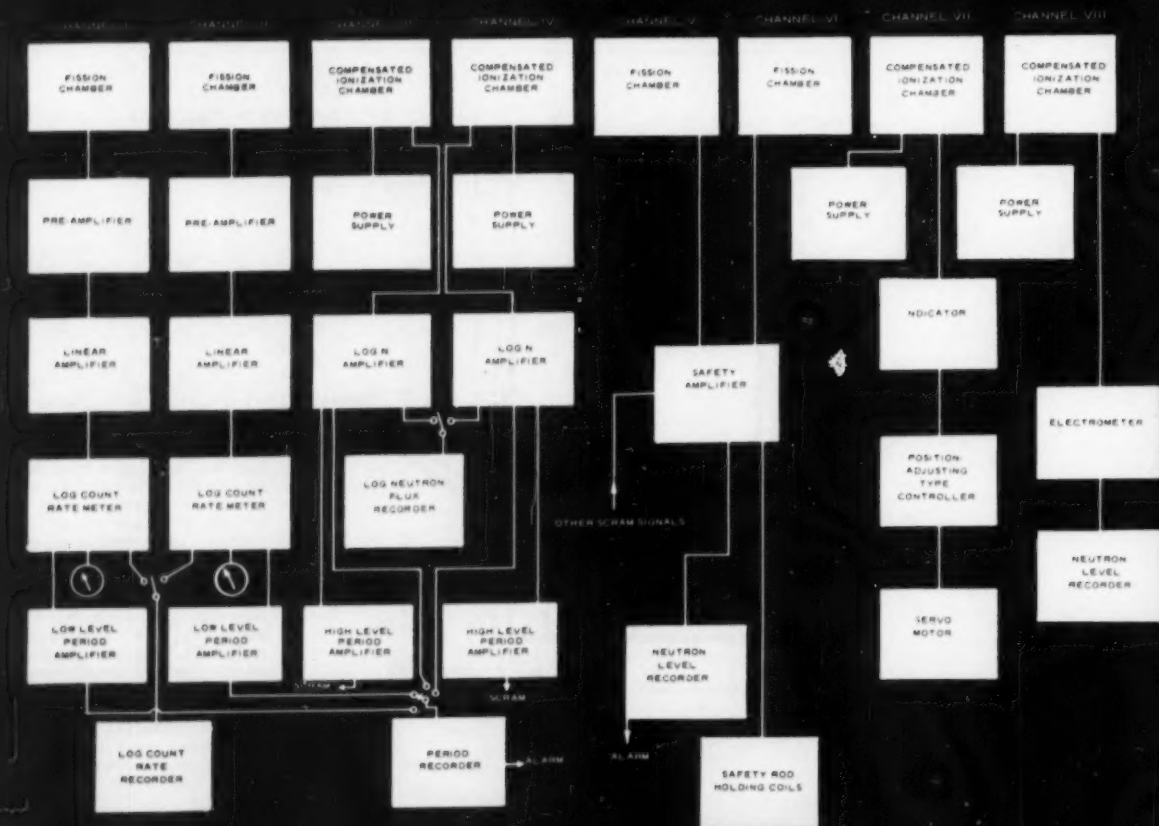 CHANNEL IV
CHANNEL V
CHANNEL VI
CHANNEL VII
CHANNEL VIII
FISSION
CHAMBER
FISSION
CHAMBER
COMPENSATED
IONIZATION
CHAMBER
COMPENSATED
IONIZATION
CHAMBER
FISSION
CHAMBER
FISSION
CHAMBER
COMPENSATED
IONIZATION
CHAMBER
COMPENSATED
IONIZATION
CHAMBER
PRE-AMPLIFIER
PRE-AMPLIFIER
POWER
SUPPLY
POWER
SUPPLY
POWER
SUPPLY
POWER
SUPPLY
LINEAR
AMPLIFIER
LINEAR
AMPLIFIER
LOG N
AMPLIFIER
LOG N
AMPLIFIER
SAFETY
AMPLIFIER
NDICATOR
LOG COUNT
RATE METER
LOG COUNT
RATE METER
LOG NEUTRON
FLUX
RECORDER
OTHER SCRAM SIGNALS
POSITION-
ADJUSTING
TYPE
CONTROLLER
ELECTROMETER
NEUTRON
LEVEL
RECORDER
LOW LEVEL
PERIOD
AMPLIFIER
LOW LEVEL
PERIOD
AMPLIFIER
HIGH LEVEL
PERIOD
AMPLIFIER
HIGH LEVEL
PERIOD
AMPLIFIER
SCRAM
SCRAM
NEUTRON
LEVEL
RECORDER
SERVO
MOTOR
LOG COUNT
RATE
RECORDER
PERIOD
RECORDER
ALARM
ALARM
SAFETY ROD
HOLDING COILS